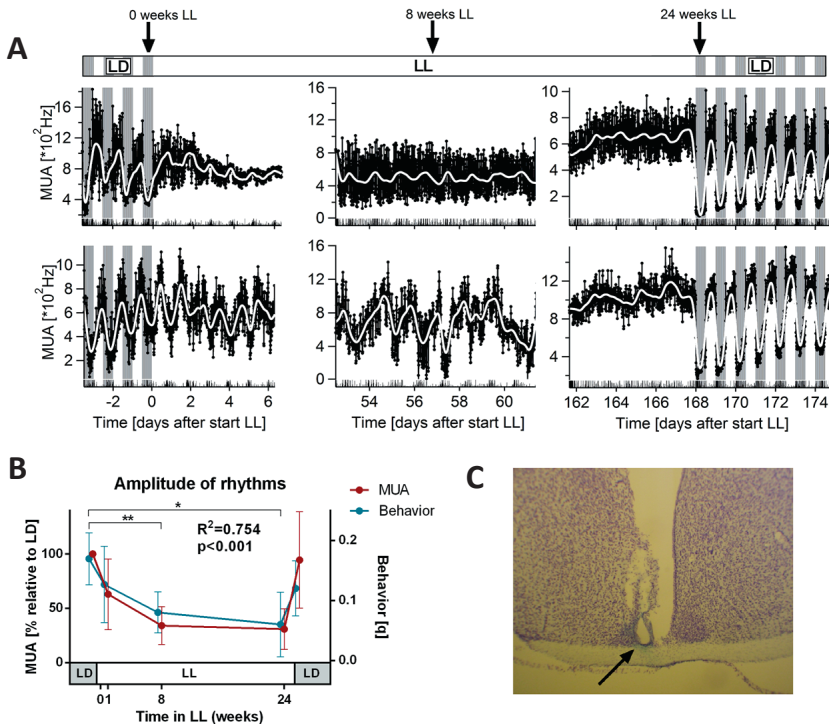 0 weeks LL 8 weeks LL 24 weeks LL
A
LD LL LD
MUA [*10²Hz]
16
12
8
4
16
12
8
4
0
10
8
6
4
2
MUA [*10²Hz]
10
8
6
4
2
16
12
8
4
0
12
8
4
-2 0 2 4 6
54 56 58 60
162 164 166 168 170 172 174
Time [days after start LL] Time [days after start LL] Time [days after start LL]
B
Amplitude of rhythms
MUA
Behavior
* 
**
R²=0.754
p<0.001
MUA [% relative to LD]
100
50
0
0.2
0.1
0.0
Behavior [q]
LD LL LD
01 8 24
Time in LL (weeks)
C